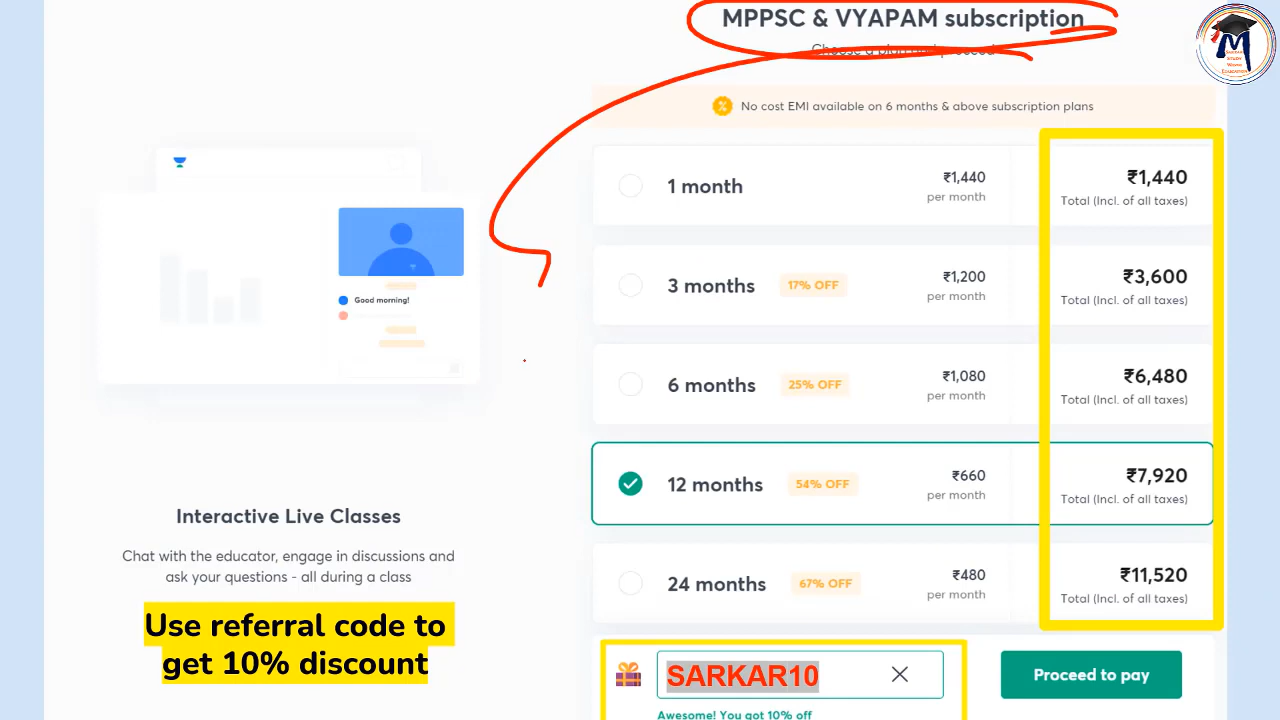 MPPSC & VYAPAM subscription
Choose a plan and proceed
No cost EMI available on 6 months & above subscription plans
1 month
₹1,440
per month
₹1,440
Total (Incl. of all taxes)
3 months
17% OFF
₹1,200
per month
₹3,600
Total (Incl. of all taxes)
6 months
25% OFF
₹1,080
per month
₹6,480
Total (Incl. of all taxes)
12 months
54% OFF
₹660
per month
₹7,920
Total (Incl. of all taxes)
24 months
67% OFF
₹480
per month
₹11,520
Total (Incl. of all taxes)
Good morning!
Interactive Live Classes
Chat with the educator, engage in discussions and
ask your questions - all during a class
Use referral code to
get 10% discount
SARKAR10
Awesome! You got 10% off
Proceed to pay
M